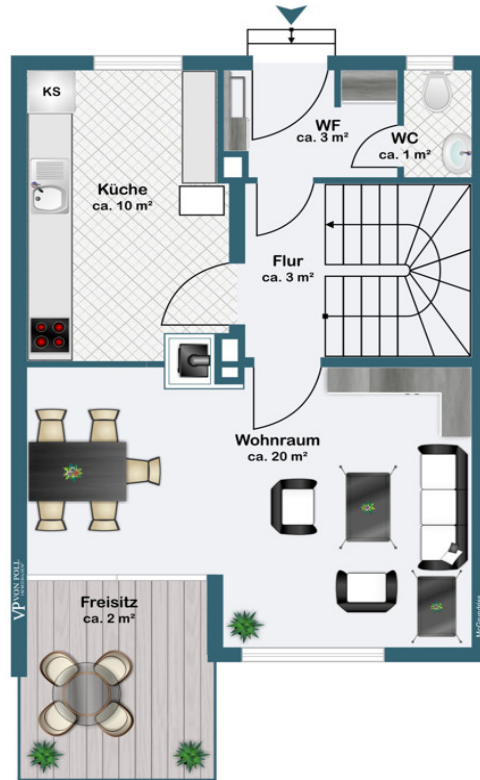 KS
WF
ca. 3 m²
WC
ca. 1 m²
Küche
ca. 10 m²
Flur
ca. 3 m²
Wohnraum
ca. 20 m²
Freisitz
ca. 2 m²
VP VON POLL